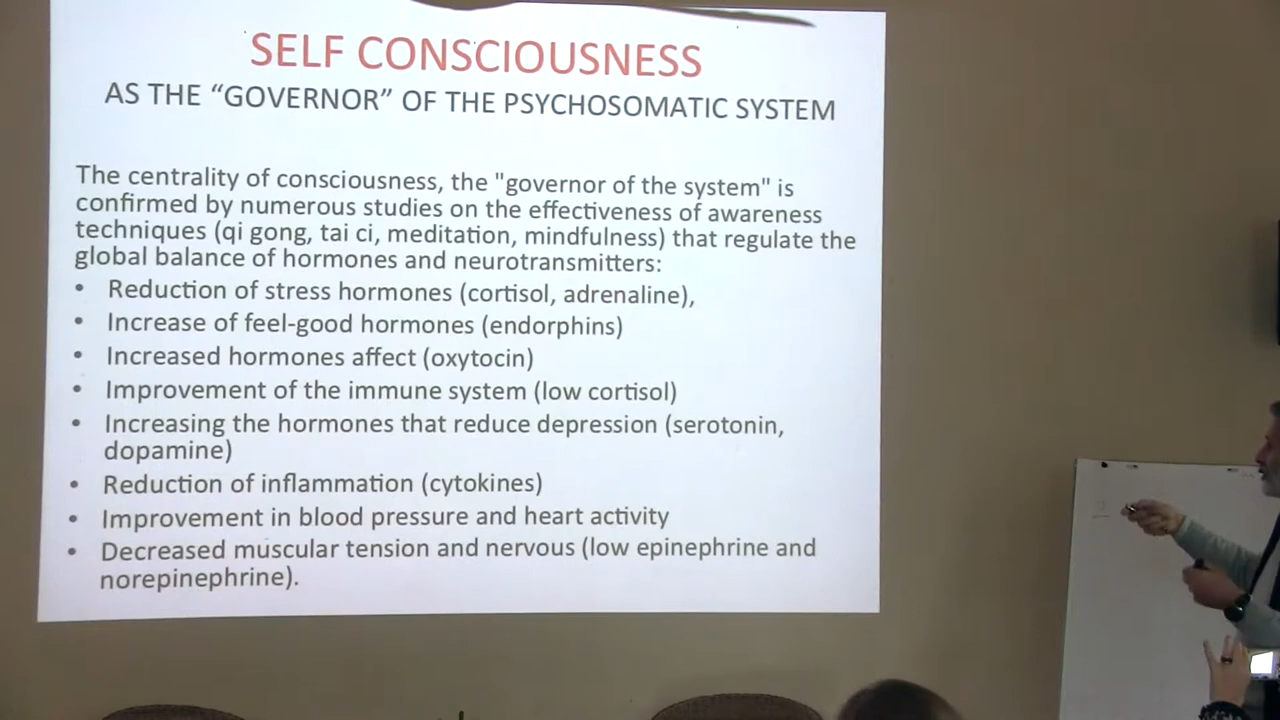 SELF CONSCIOUSNESS
AS THE “GOVERNOR” OF THE PSYCHOSOMATIC SYSTEM
The centrality of consciousness, the "governor of the system" is
confirmed by numerous studies on the effectiveness of awareness
techniques (qi gong, tai ci, meditation, mindfulness) that regulate the
global balance of hormones and neurotransmitters:
• Reduction of stress hormones (cortisol, adrenaline),
• Increase of feel-good hormones (endorphins)
• Increased hormones affect (oxytocin)
• Improvement of the immune system (low cortisol)
• Increasing the hormones that reduce depression (serotonin,
dopamine)
• Reduction of inflammation (cytokines)
• Improvement in blood pressure and heart activity
• Decreased muscular tension and nervous (low epinephrine and
norepinephrine).